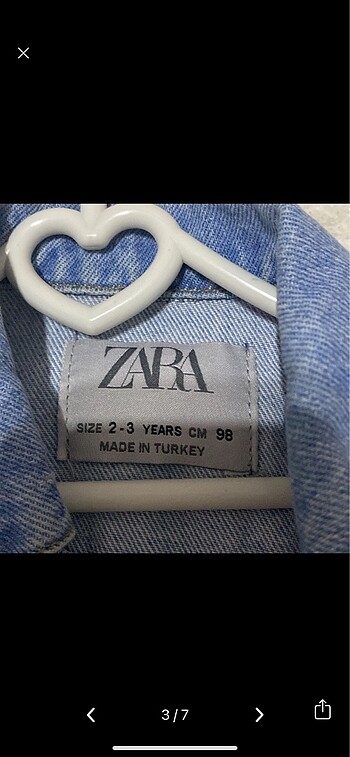 ZARA
SIZE 2-3 YEARS CM 98
MADE IN TURKEY
3/7